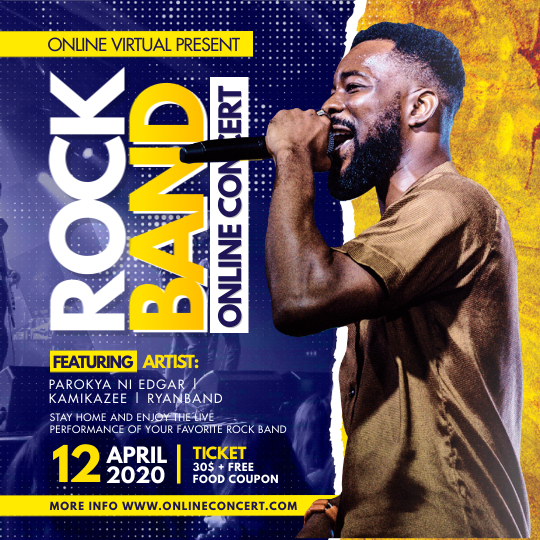 ONLINE VIRTUAL PRESENT
ROCK
BAND
ONLINE CONCERT
FEATURING ARTIST:
PAROKYA NI EDGAR |
KAMIKAZEE | RYANBAND
STAY HOME AND ENJOY THE LIVE
PERFORMANCE OF YOUR FAVORITE ROCK BAND
12 APRIL
2020
TICKET
30$ + FREE
FOOD COUPON
MORE INFO WWW.ONLINECONCERT.COM